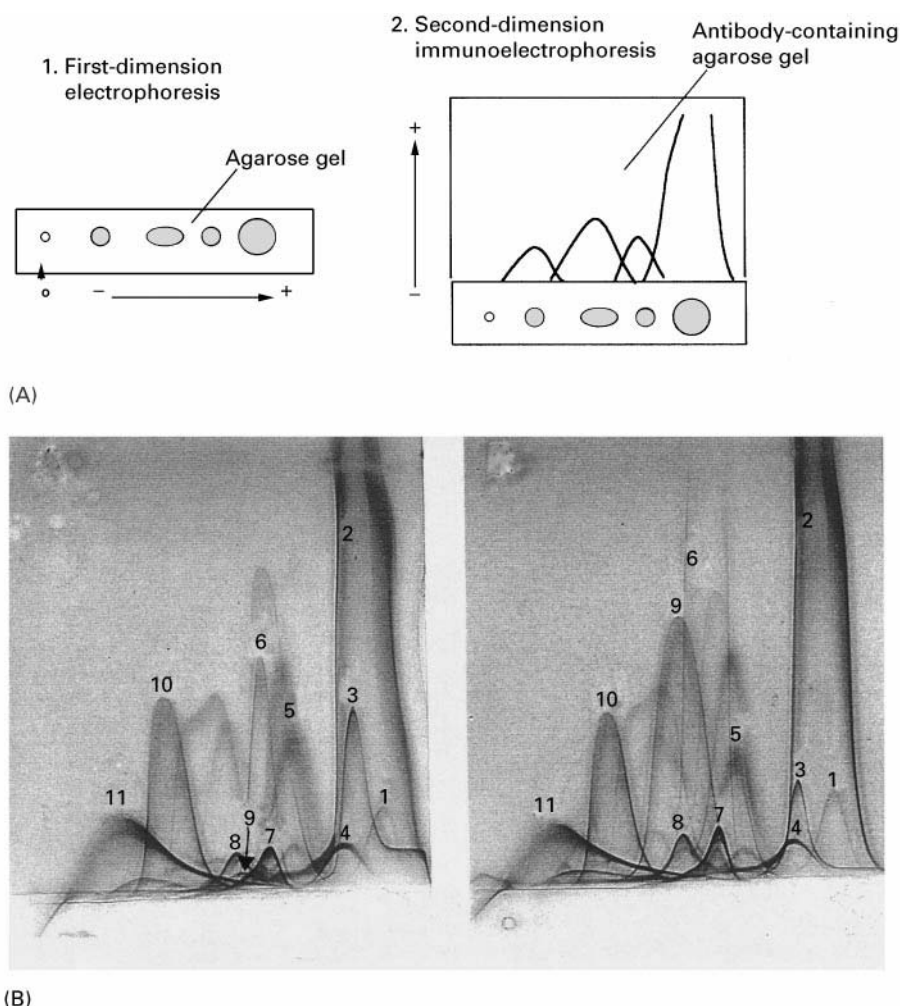 1. First-dimension
electrophoresis
Agarose gel
o
−
+
2. Second-dimension
immunoelectrophoresis
Antibody-containing
agarose gel
+
−
(A)
2
6
10
5
3
11
9
8
7
4
1
2
6
9
10
5
3
1
11
8
7
4
(B)